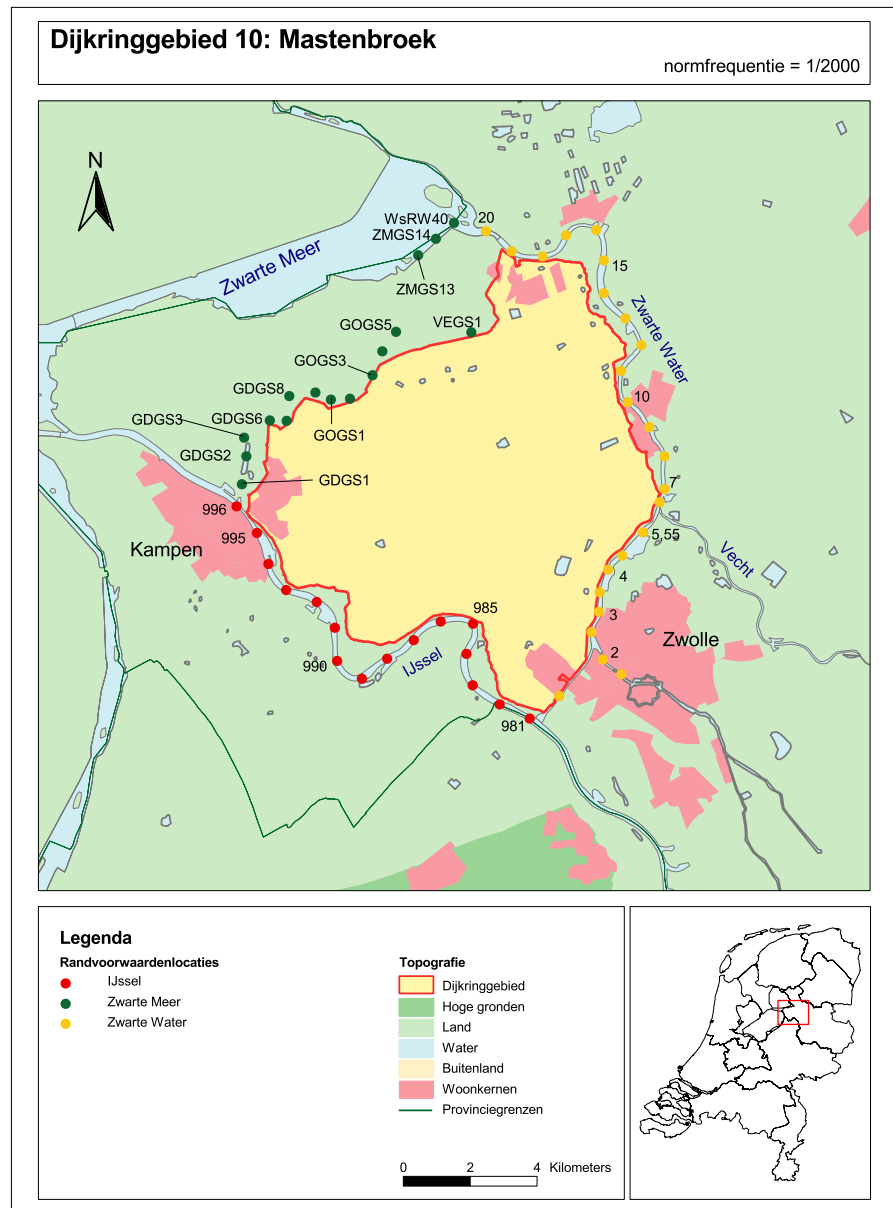 Dijkringgebied 10: Mastenbroek
normfrequentie = 1/2000
N
WsRW40
20
ZMGS14
Zwarte Meer
15
ZMGS13
Zwarte Water
GOGS5
VEGS1
GOGS3
GDGS8
10
GDGS3
GDGS6
GOGS1
GDGS2
GDGS1
7
996
995
5,55
Kampen
Vecht
4
985
3
Zwolle
2
990
IJssel
981
Legenda
Randvoorwaardenlocaties
IJssel
Zwarte Meer
Zwarte Water
Topografie
Dijkringgebied
Hoge gronden
Land
Water
Buitenland
Woonkernen
Provinciegrenzen
0 2 4 Kilometers